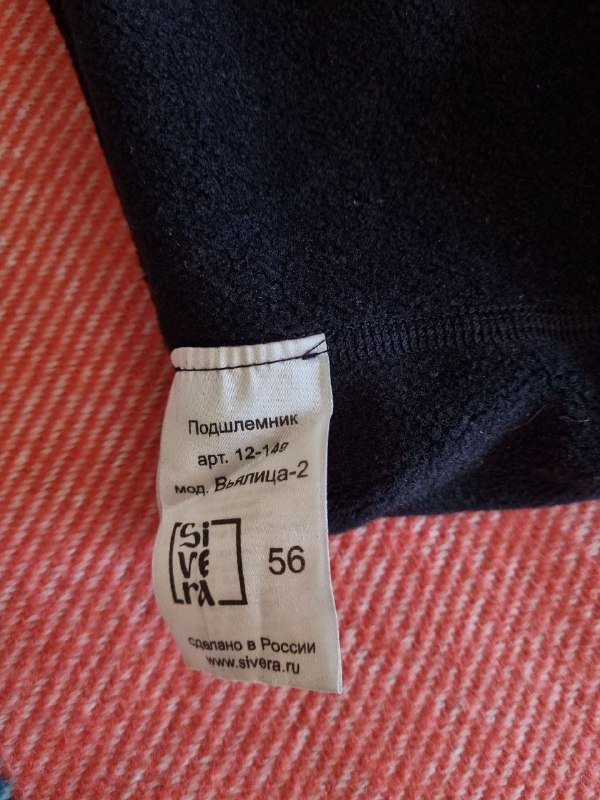 Подшлемник
арт. 12-149
мод. Вьялица-2
Si
ve
ra
56
сделано в России
www.sivera.ru